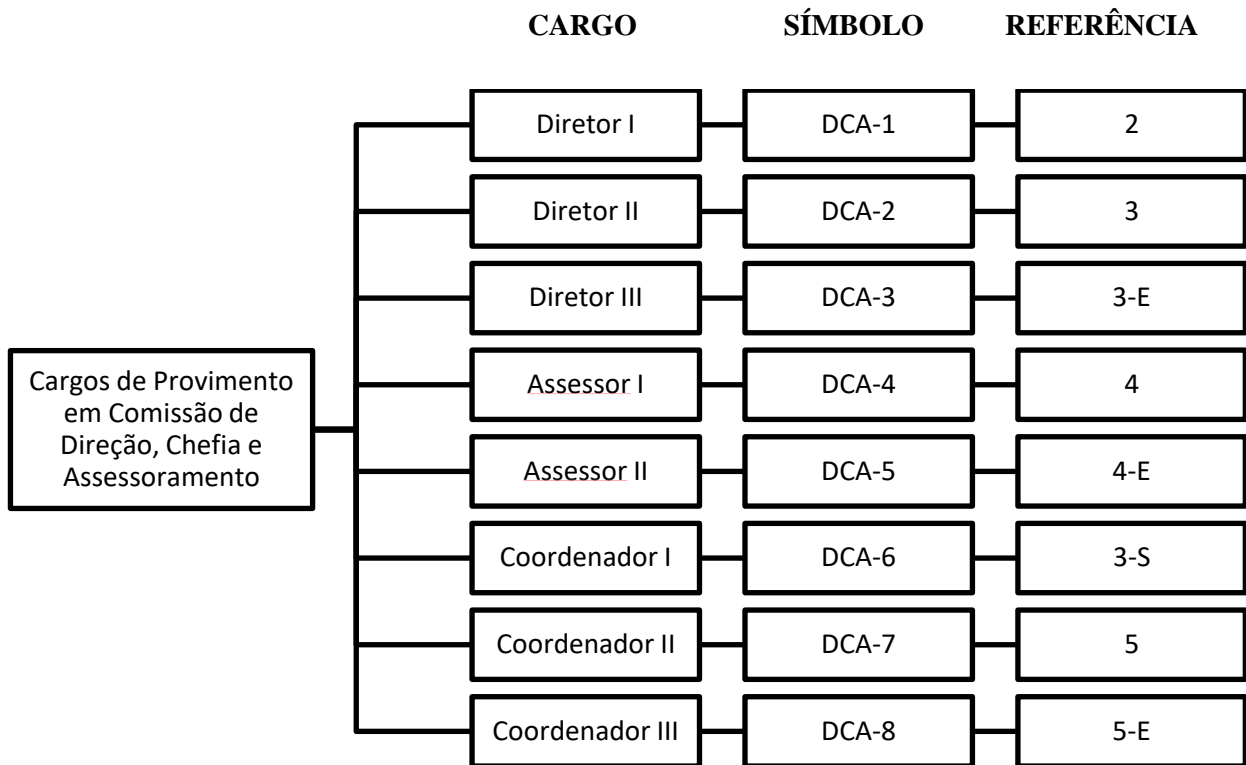 CARGO SÍMBOLO REFERÊNCIA
Diretor I DCA-1 2
Diretor II DCA-2 3
Diretor III DCA-3 3-E
Cargos de Provimento
em Comissão de
Direção, Chefia e
Assessoramento
Assessor I DCA-4 4
Assessor II DCA-5 4-E
Coordenador I DCA-6 3-S
Coordenador II DCA-7 5
Coordenador III DCA-8 5-E